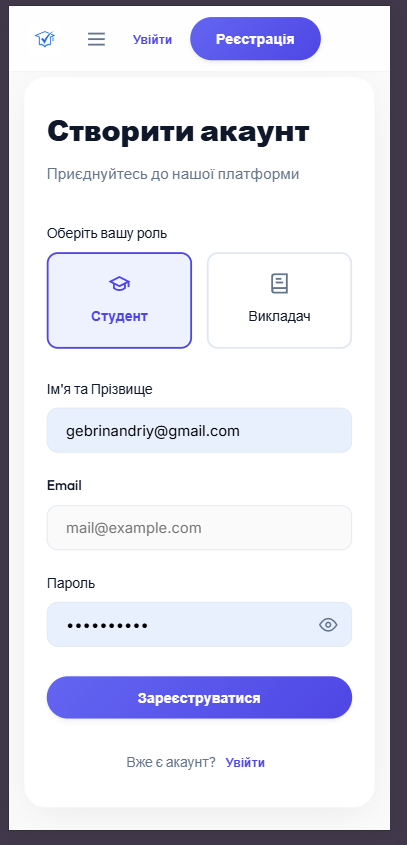 Увійти Реєстрація
Створити акаунт
Приєднуйтесь до нашої платформи
Оберіть вашу роль
Студент Викладач
Ім'я та Прізвище
gebrinandriy@gmail.com
Email
mail@example.com
Пароль
••••••••••
Зареєструватися
Вже є акаунт? Увійти